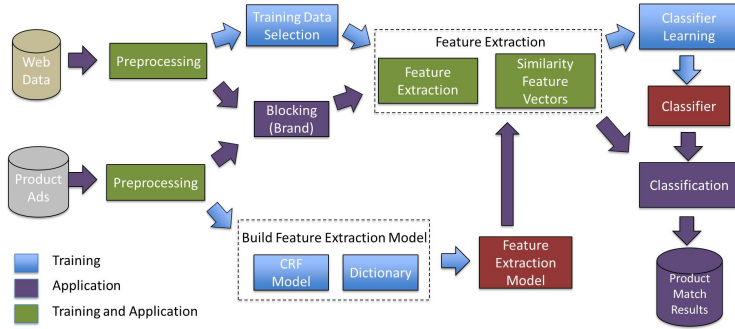 Web
Data
Preprocessing
Training Data
Selection
Blocking
(Brand)
Feature Extraction
Feature
Extraction
Similarity
Feature
Vectors
Classifier
Learning
Classifier
Classification
Product
Match
Results
Product
Ads
Preprocessing
Build Feature Extraction Model
CRF
Model
Dictionary
Feature
Extraction
Model
Training
Application
Training and Application